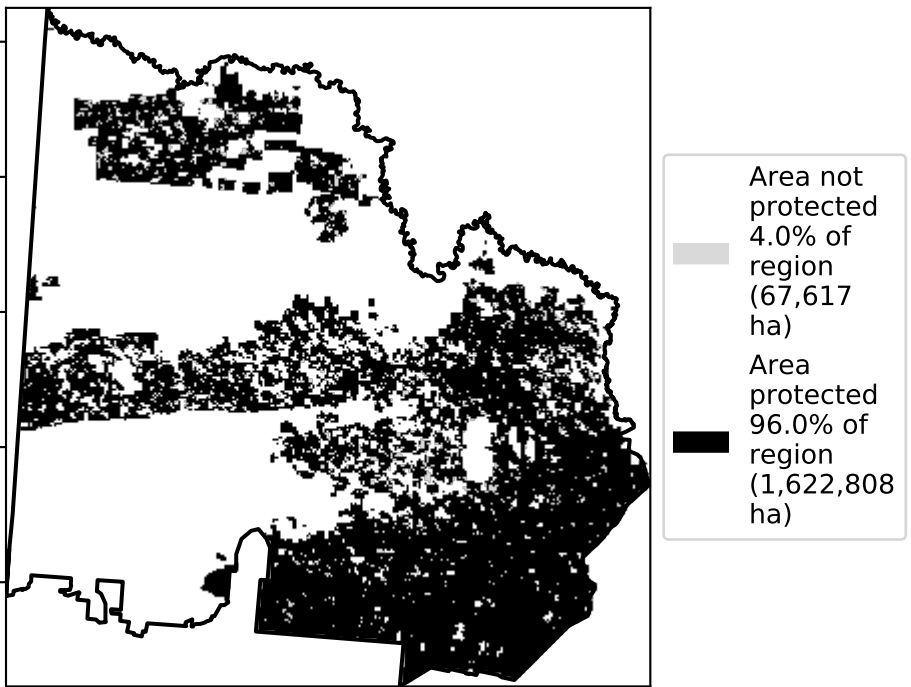 Area not
protected
4.0% of
region
(67,617
ha)
Area
protected
96.0% of
region
(1,622,808
ha)